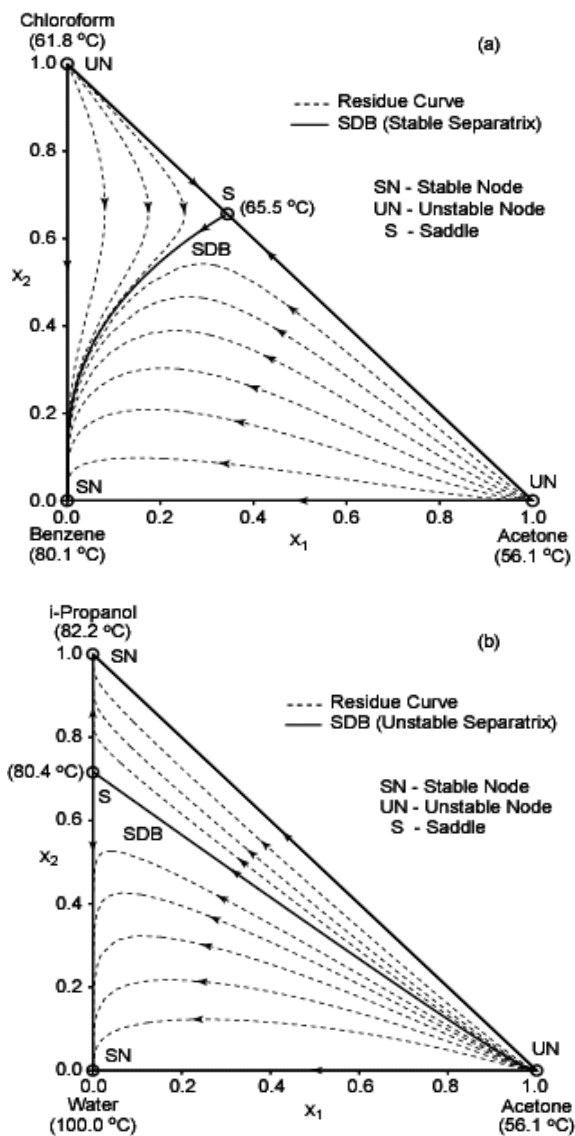 Chloroform
(61.8 °C)
(a)
1.0
UN
Residue Curve
SDB (Stable Separatrix)
0.8
SN - Stable Node
S
UN - Unstable Node
(65.5 °C)
S - Saddle
0.6
SDB
x2
0.4
0.2
SN
UN
0.0
0.0 0.2 0.4 0.6 0.8 1.0
Benzene
x1
Acetone
(80.1 °C)
(56.1 °C)
i-Propanol
(82.2 °C)
(b)
1.0
SN
Residue Curve
SDB (Unstable Separatrix)
0.8
(80.4 °C)
SN - Stable Node
S
UN - Unstable Node
S - Saddle
0.6
SDB
x2
0.4
0.2
SN
UN
0.0
0.0 0.2 0.4 0.6 0.8 1.0
Water
x1
Acetone
(100.0 °C)
(56.1 °C)